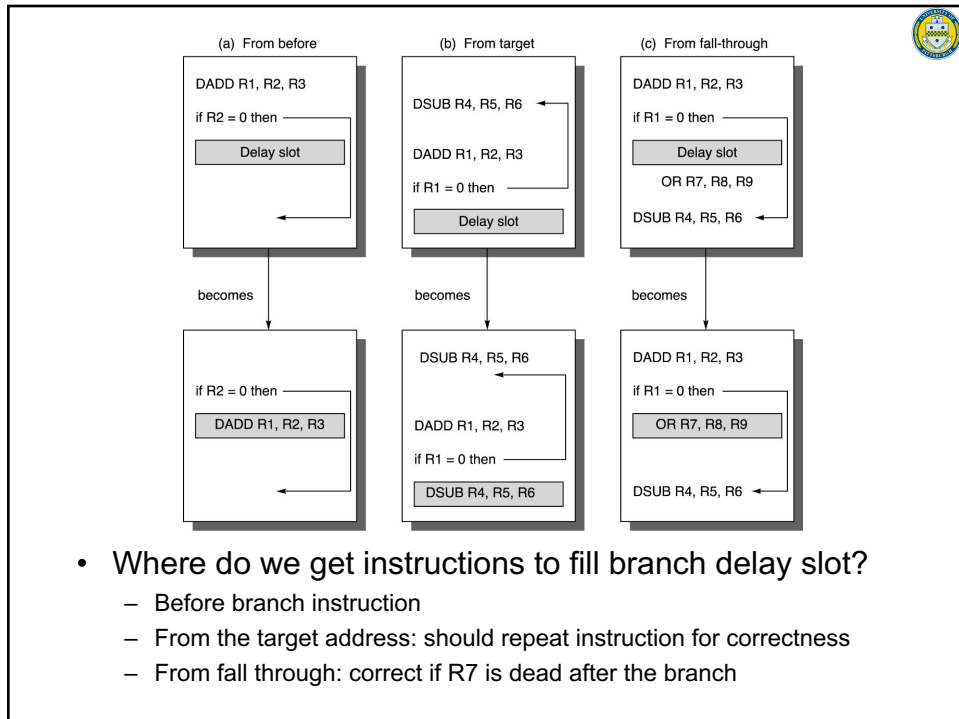 (a) From before
DADD R1, R2, R3
if R2 = 0 then
Delay slot
becomes
if R2 = 0 then
DADD R1, R2, R3
(b) From target
DSUB R4, R5, R6
DADD R1, R2, R3
if R1 = 0 then
Delay slot
becomes
DSUB R4, R5, R6
DADD R1, R2, R3
if R1 = 0 then
DSUB R4, R5, R6
(c) From fall-through
DADD R1, R2, R3
if R1 = 0 then
Delay slot
OR R7, R8, R9
DSUB R4, R5, R6
becomes
DADD R1, R2, R3
if R1 = 0 then
OR R7, R8, R9
DSUB R4, R5, R6
• Where do we get instructions to fill branch delay slot?
– Before branch instruction
– From the target address: should repeat instruction for correctness
– From fall through: correct if R7 is dead after the branch